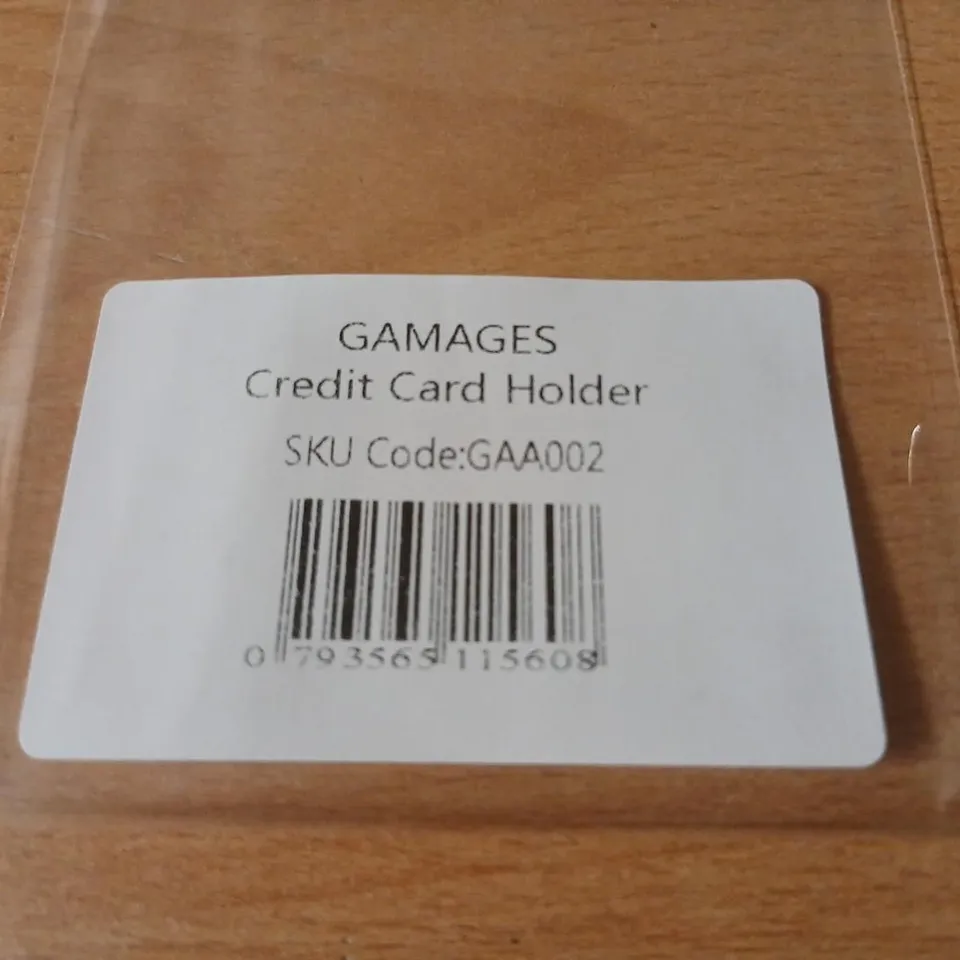 GAMAGES
Credit Card Holder
SKU Code:GAA002
0 793565 115608